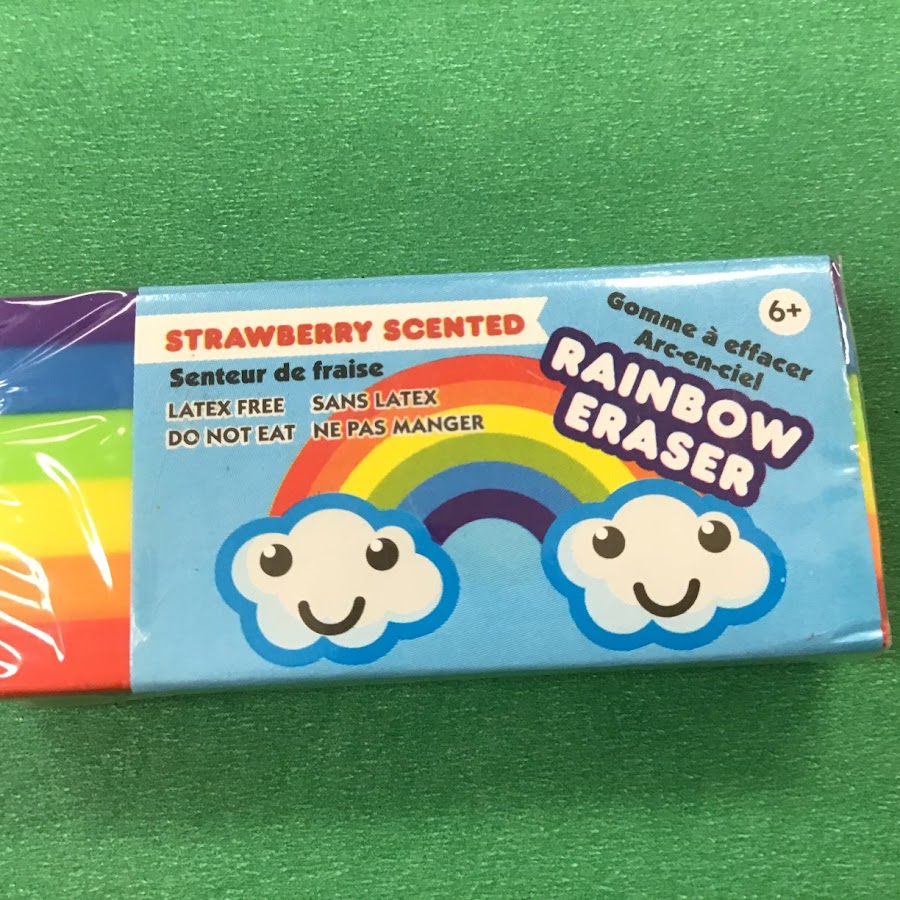 STRAWBERRY SCENTED
Senteur de fraise
LATEX FREE SANS LATEX
DO NOT EAT NE PAS MANGER
Gomme à effacer
Arc-en-ciel
6+
RAINBOW
ERASER